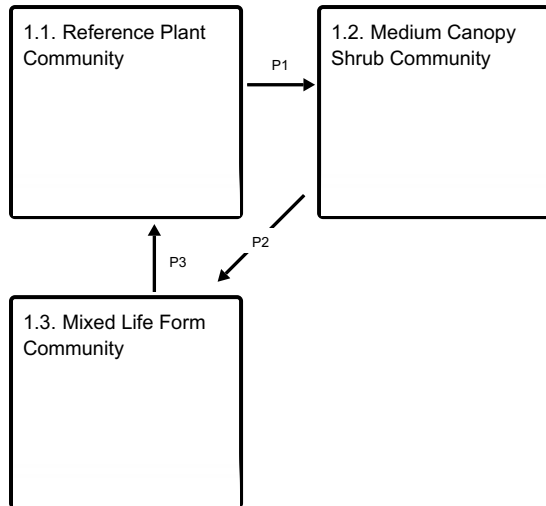 1.1. Reference Plant
Community
P1
1.2. Medium Canopy
Shrub Community
P2
P3
1.3. Mixed Life Form
Community